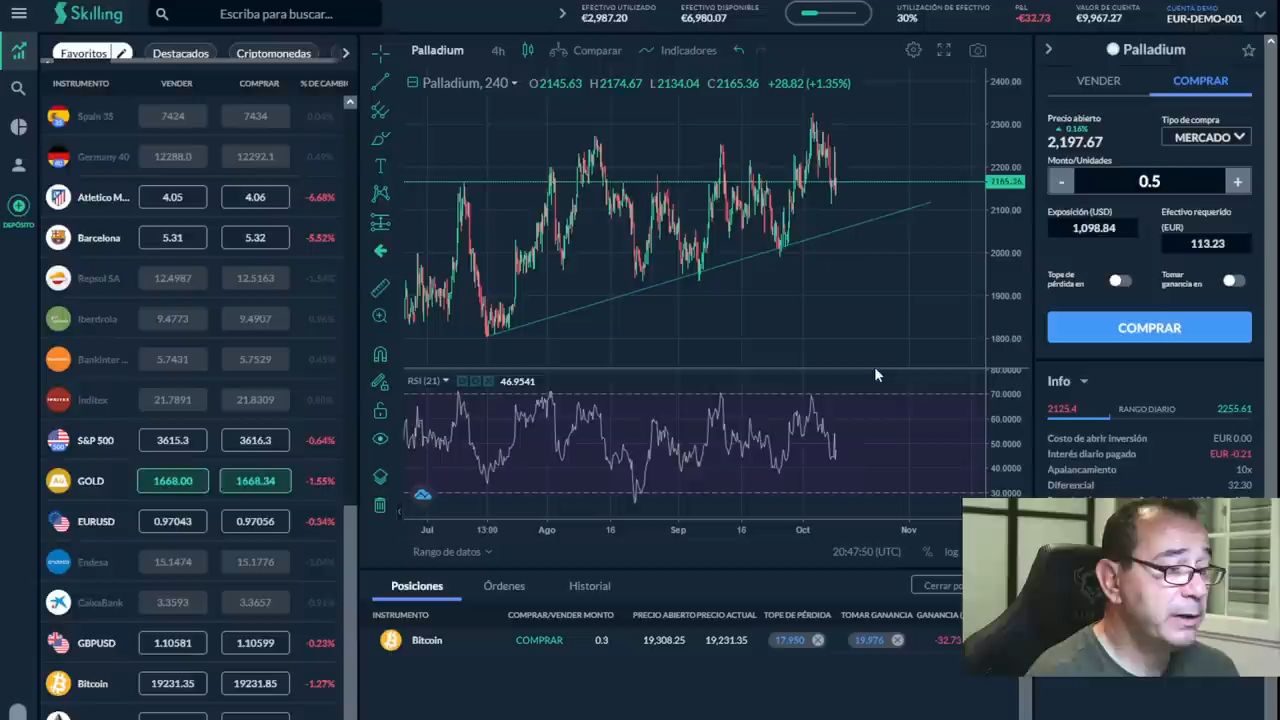 Skilling
Escriba para buscar...
EFECTIVO UTILIZADO
€2,987.20
EFECTIVO DISPONIBLE
€6,980.07
UTILIZACIÓN DE EFECTIVO
30%
P&L
€-32.73
VALOR DE CUENTA
€9,967.27
CUENTA DEMO
EUR-DEMO-001
Favoritos
Destacados
Criptomonedas
INSTRUMENTO VENDER COMPRAR % DE CAMBI
Spain 35 7424 7434 0.04%
Germany 40 12288.0 12292.1 0.49%
Atletico M... 4.05 4.06 -6.68%
Barcelona 5.31 5.32 -5.52%
Repsol SA 12.4987 12.5163
Iberdrola 9.4773 9.4907
Bankinter ... 5.7431 5.7529
Inditex 21.7891 21.8309
S&P 500 3615.3 3616.3 -0.64%
GOLD 1668.00 1668.34 -1.55%
EURUSD 0.97043 0.97056 -0.34%
Endesa 15.1474 15.1776
CaixaBank 3.3593 3.3657
GBPUSD 1.10581 1.10599 -0.23%
Bitcoin 19231.35 19231.85 -1.27%
DEPÓSITO
Palladium 4h Comparar Indicadores
Palladium, 240 O2145.63 H2174.67 L2134.04 C2165.36 +28.82 (+1.35%)
2400.00
2300.00
2200.00
2165.36
2100.00
2000.00
1900.00
1800.00
RSI (21) 46.9541
80.0000
70.0000
60.0000
50.0000
40.0000
30.0000
Jul 13:00 Ago 16 Sep 16 Oct Nov
Rango de datos 20:47:50 (UTC) % log
Posiciones Órdenes Historial Cerrar po
INSTRUMENTO COMPRAR/VENDER MONTO PRECIO ABIERTO PRECIO ACTUAL TOPE DE PÉRDIDA TOMAR GANANCIA GANANCIA (
Bitcoin COMPRAR 0.3 19,308.25 19,231.35 17,950 19,976 -32.73
Palladium
VENDER COMPRAR
Precio abierto
0.16%
2,197.67
Tipo de compra
MERCADO
Monto/Unidades
- 0.5 +
Exposición (USD)
1,098.84
Efectivo requerido
(EUR)
113.23
Tope de
pérdida en
Tomar
ganancia en
COMPRAR
Info
2125.4 RANGO DIARIO 2255.61
Costo de abrir inversión EUR 0.00
Interés diario pagado EUR -0.21
Apalancamiento 10x
Diferencial 32.30